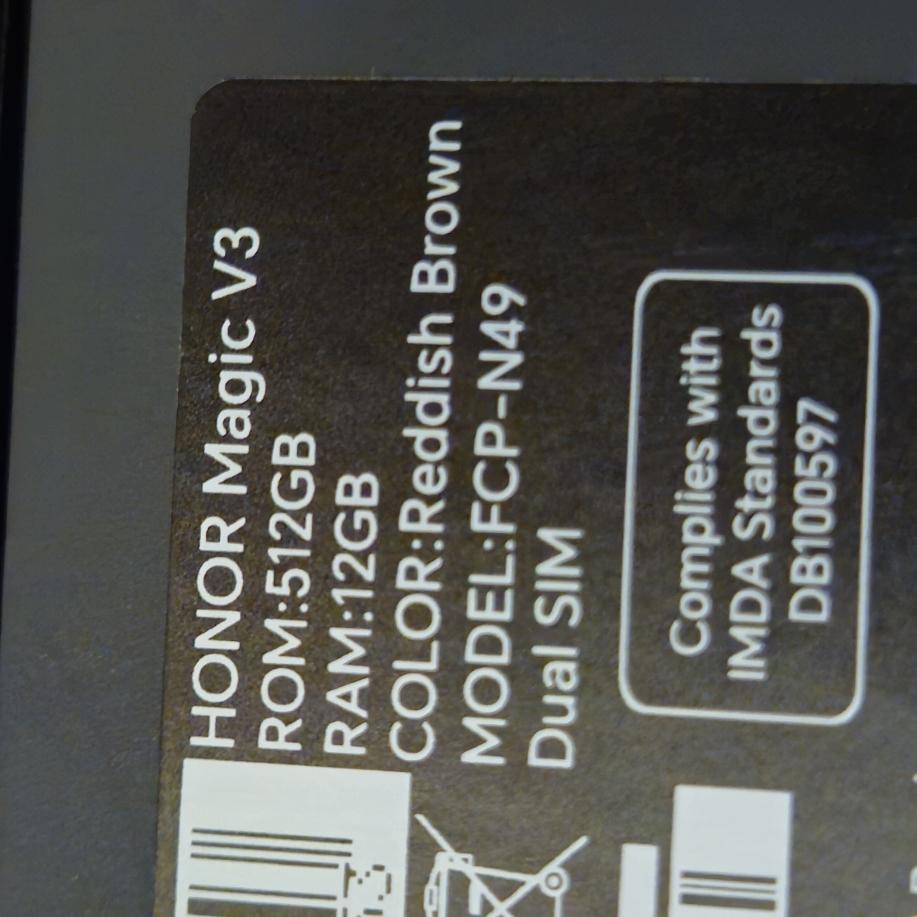 HONOR Magic V3
ROM:512GB
RAM:12GB
COLOR:Reddish Brown
MODEL:FCP-N49
Dual SIM
Complies with
IMDA Standards
DB100597